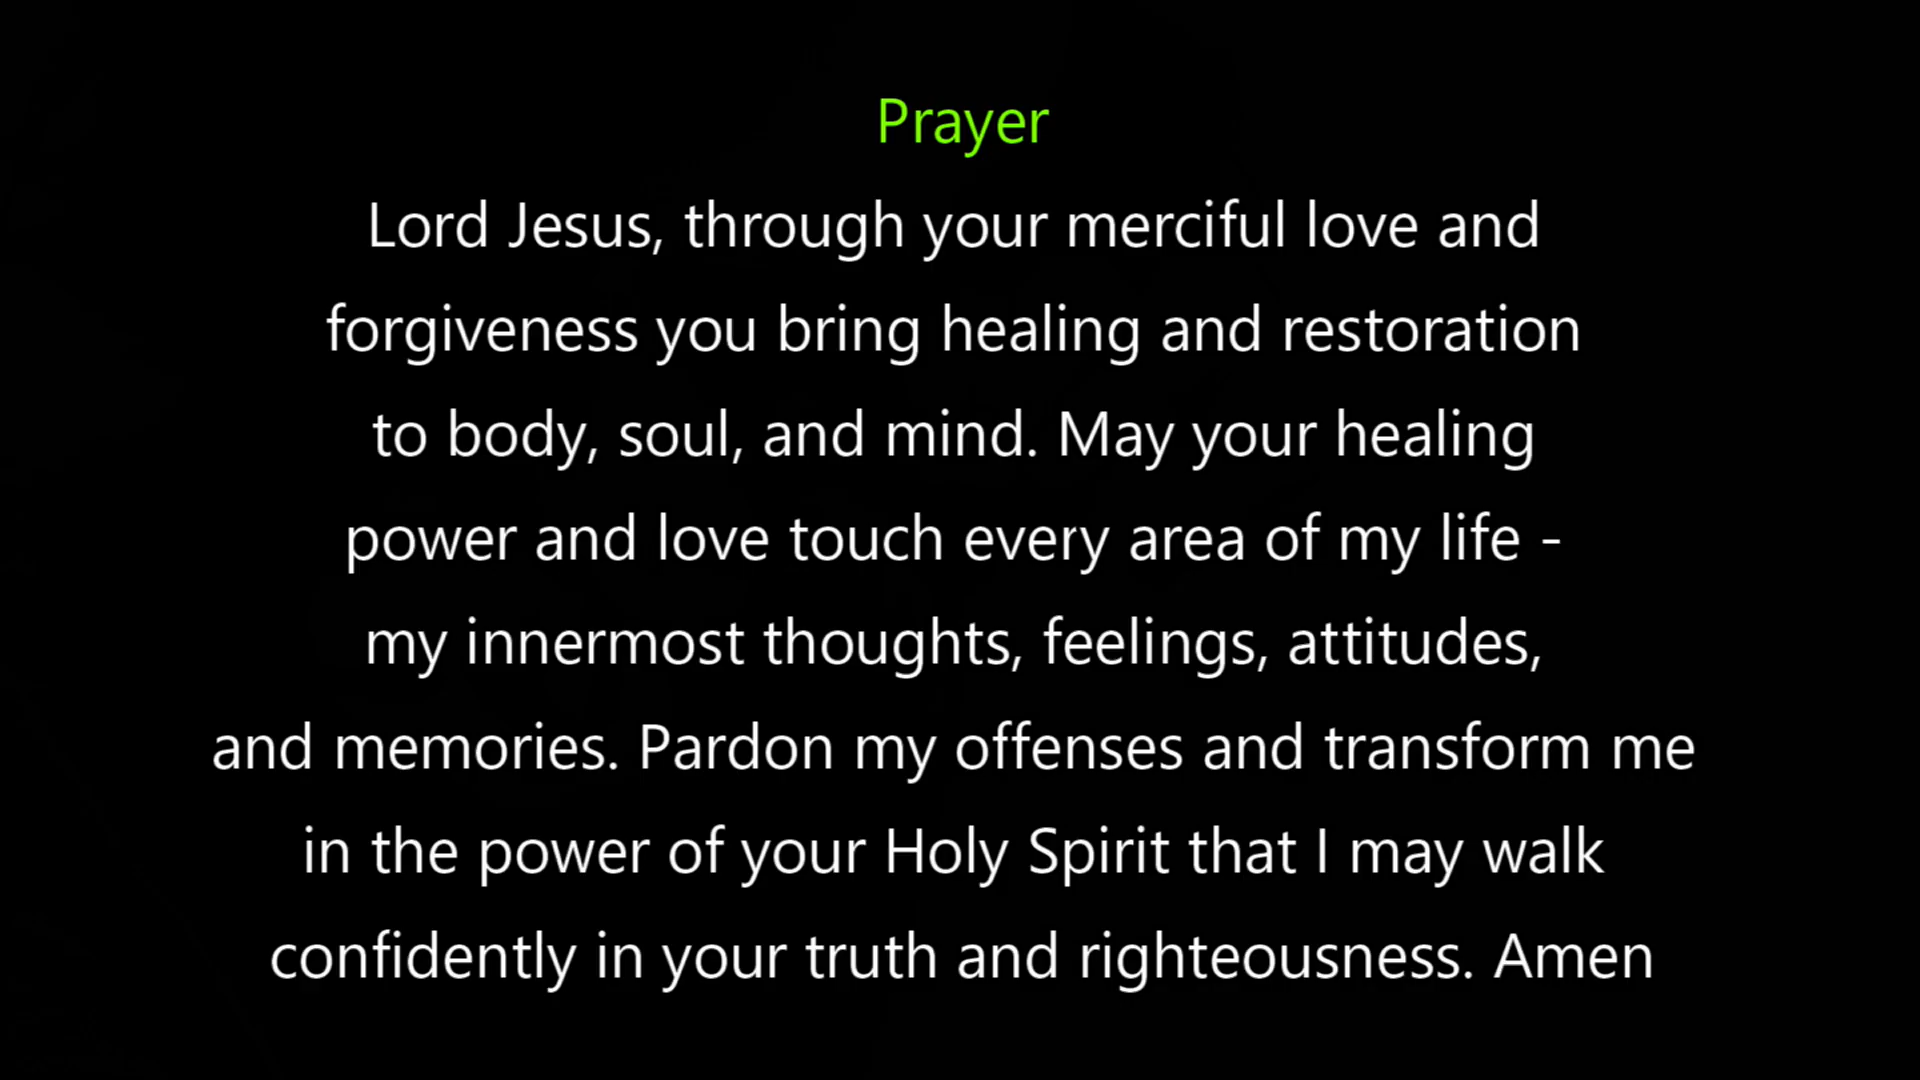 Prayer
Lord Jesus, through your merciful love and
forgiveness you bring healing and restoration
to body, soul, and mind. May your healing
power and love touch every area of my life -
my innermost thoughts, feelings, attitudes,
and memories. Pardon my offenses and transform me
in the power of your Holy Spirit that I may walk
confidently in your truth and righteousness. Amen